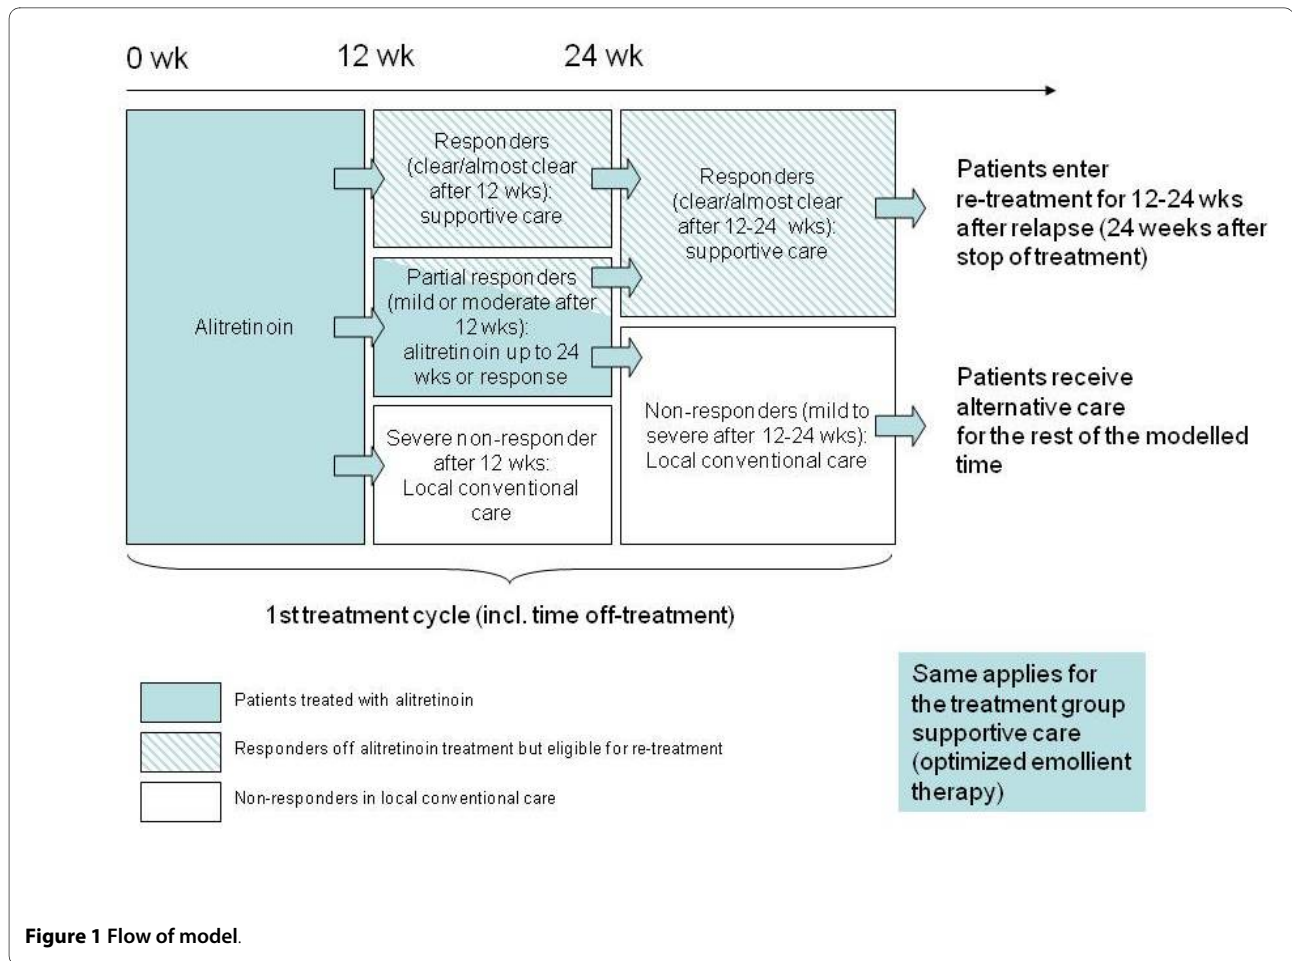 0 wk
12 wk
24 wk
Alitretinoin
Responders
(clear/almost clear
after 12 wks):
supportive care
Partial responders
(mild or moderate after
12 wks):
alitretinoin up to 24
wks or response
Severe non-responder
after 12 wks:
Local conventional
care
Responders
(clear/almost clear
after 12-24 wks):
supportive care
Non-responders (mild to
severe after 12-24 wks):
Local conventional care
Patients enter
re-treatment for 12-24 wks
after relapse (24 weeks after
stop of treatment)
Patients receive
alternative care
for the rest of the modelled
time
1st treatment cycle (incl. time off-treatment)
Patients treated with alitretinoin
Responders off alitretinoin treatment but eligible for re-treatment
Non-responders in local conventional care
Same applies for
the treatment group
supportive care
(optimized emollient
therapy)
Figure 1 Flow of model.